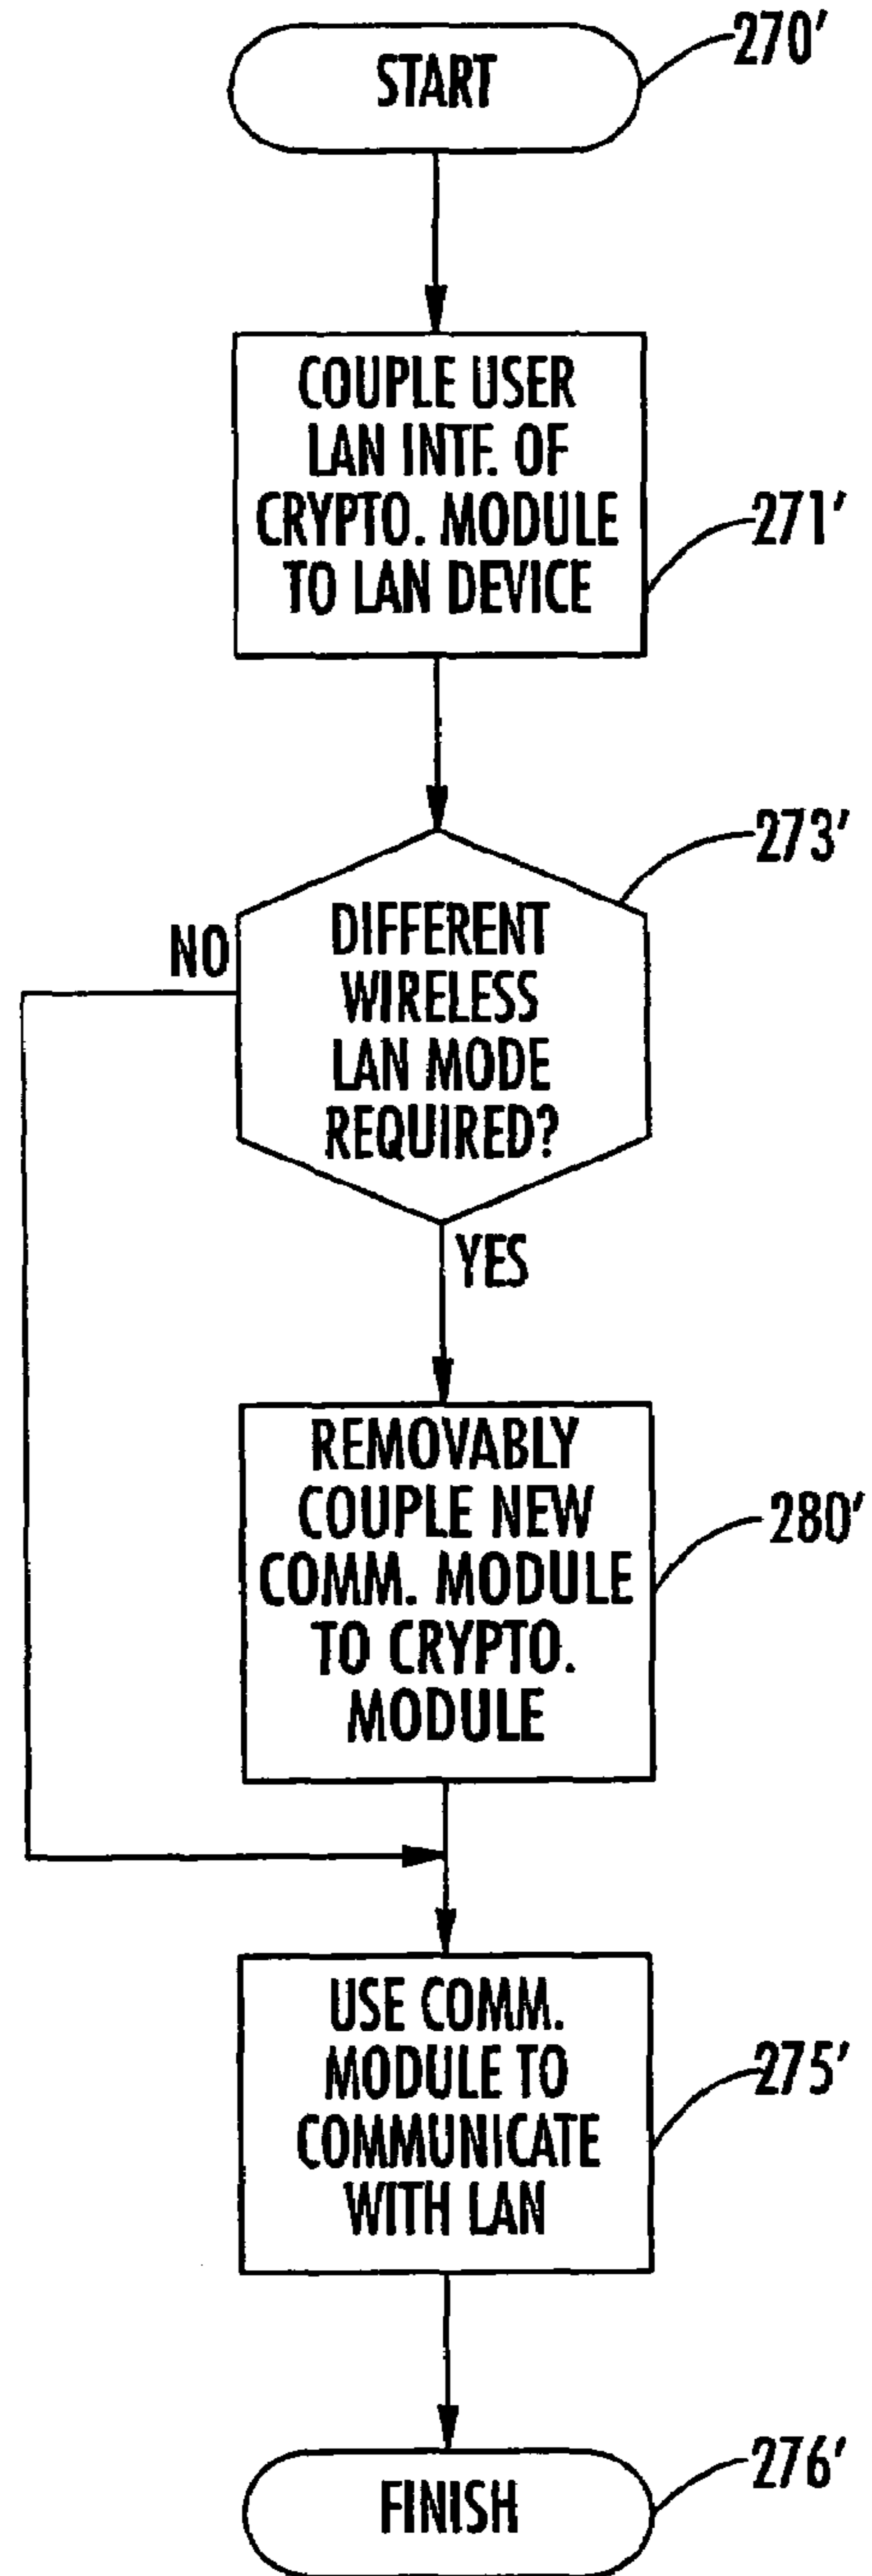 START
270'
COUPLE USER
LAN INTF. OF
CRYPTO. MODULE
TO LAN DEVICE
271'
273'
NO
DIFFERENT
WIRELESS
LAN MODE
REQUIRED?
YES
REMOVABLY
COUPLE NEW
COMM. MODULE
TO CRYPTO.
MODULE
280'
USE COMM.
MODULE TO
COMMUNICATE
WITH LAN
275'
FINISH
276'